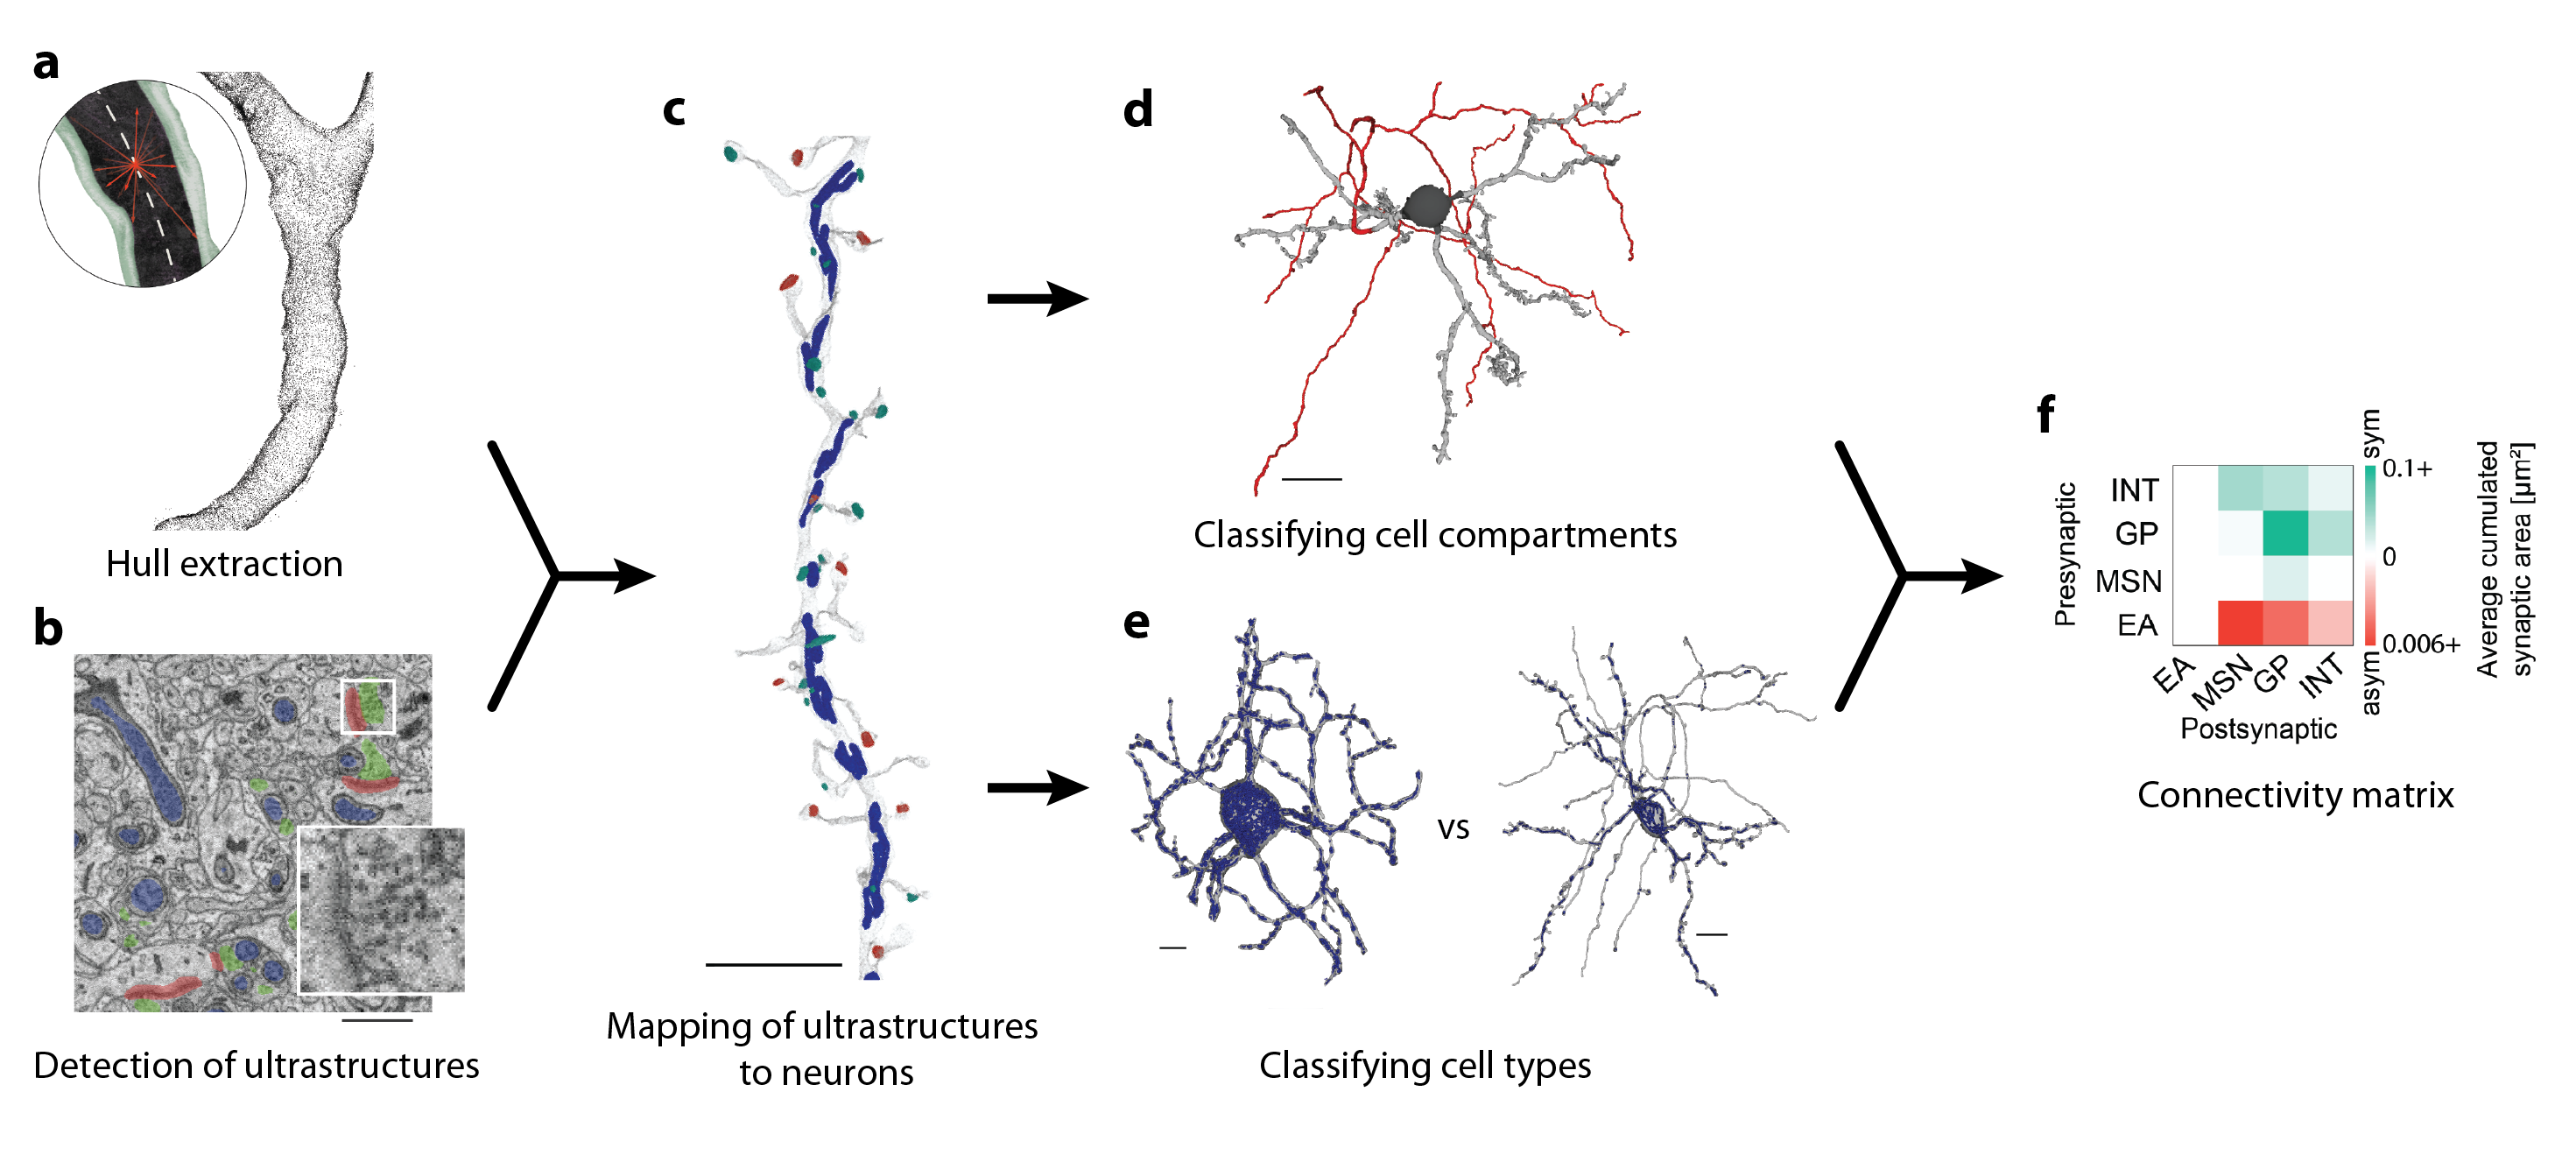 a
Hull extraction
b
Detection of ultrastructures
c
Mapping of ultrastructures
to neurons
d
Classifying cell compartments
e
vs
Classifying cell types
f
Presynaptic
INT
GP
MSN
EA
EA
MSN
GP
INT
Postsynaptic
sym
0.1+
0
0.006+
asym
Average cumulated
synaptic area [µm²]
Connectivity matrix